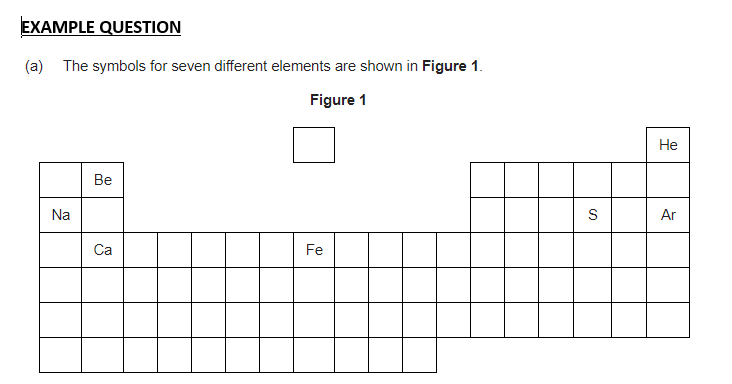 EXAMPLE QUESTION
(a) The symbols for seven different elements are shown in Figure 1.
Figure 1
He
Be
Na S Ar
Ca Fe